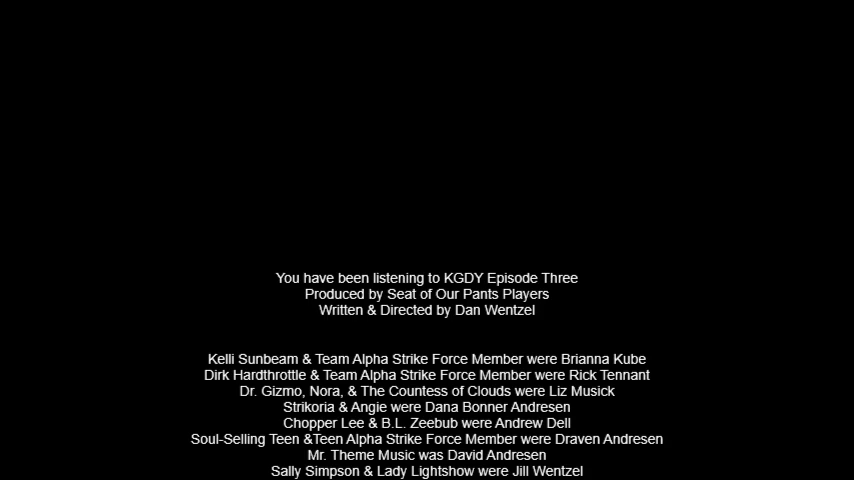 You have been listening to KGDY Episode Three
Produced by Seat of Our Pants Players
Written & Directed by Dan Wentzel
Kelli Sunbeam & Team Alpha Strike Force Member were Brianna Kube
Dirk Hardthrottle & Team Alpha Strike Force Member were Rick Tennant
Dr. Gizmo, Nora, & The Countess of Clouds were Liz Musick
Strikoria & Angie were Dana Bonner Andresen
Chopper Lee & B.L. Zeebub were Andrew Dell
Soul-Selling Teen &Teen Alpha Strike Force Member were Draven Andresen
Mr. Theme Music was David Andresen
Sally Simpson & Lady Lightshow were Jill Wentzel